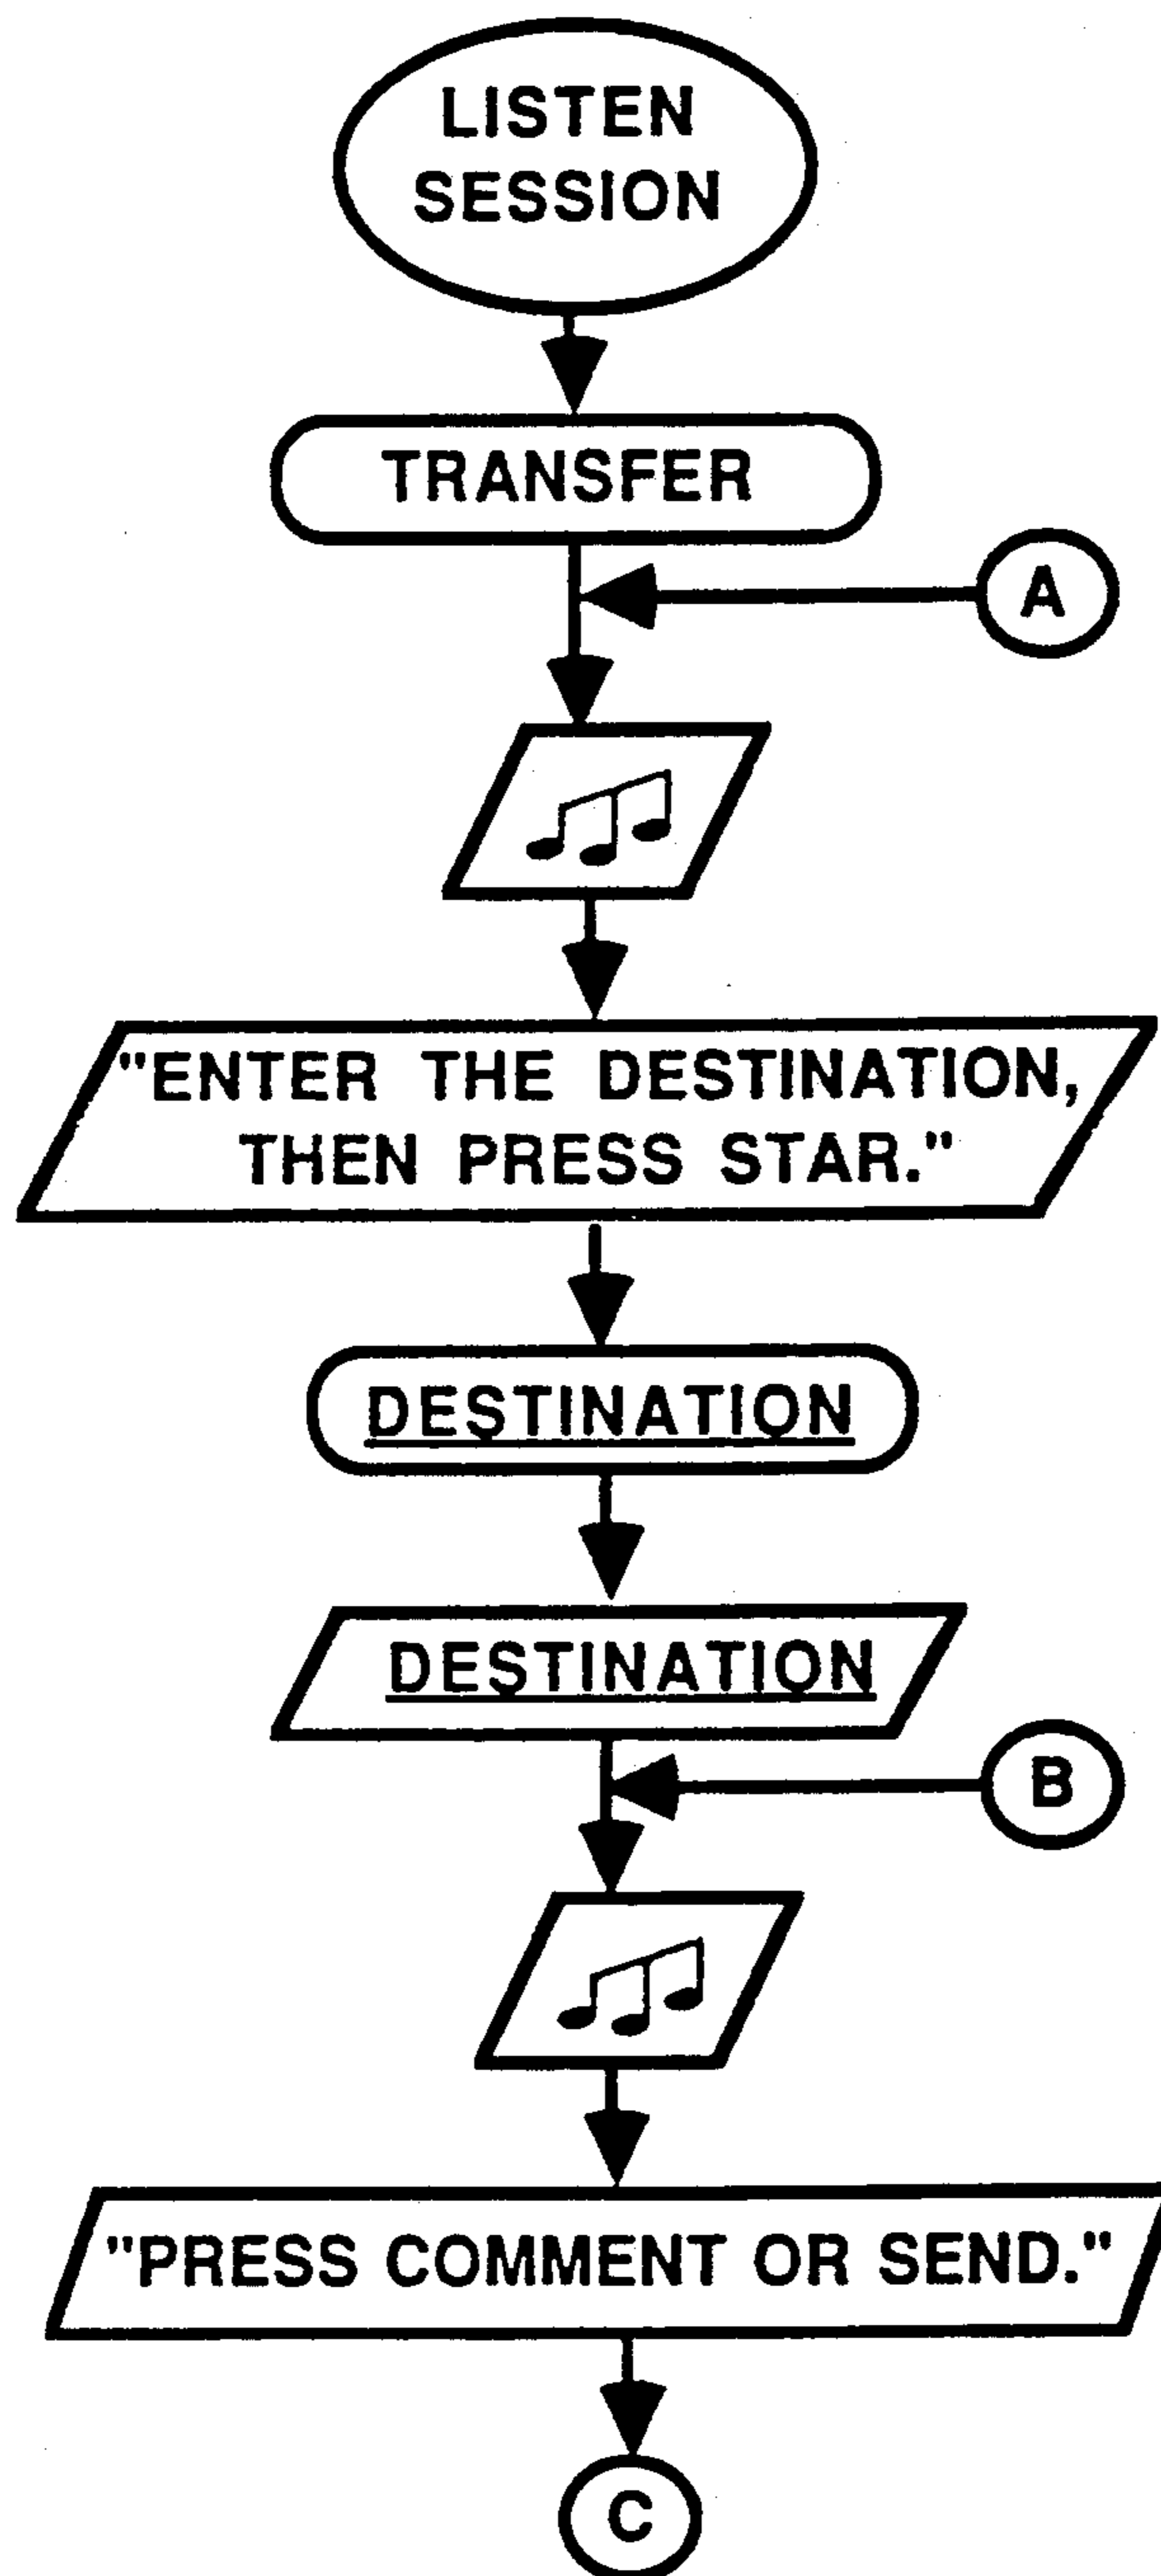 LISTEN
SESSION
TRANSFER
A
"ENTER THE DESTINATION,
THEN PRESS STAR."
DESTINATION
DESTINATION
B
"PRESS COMMENT OR SEND."
C